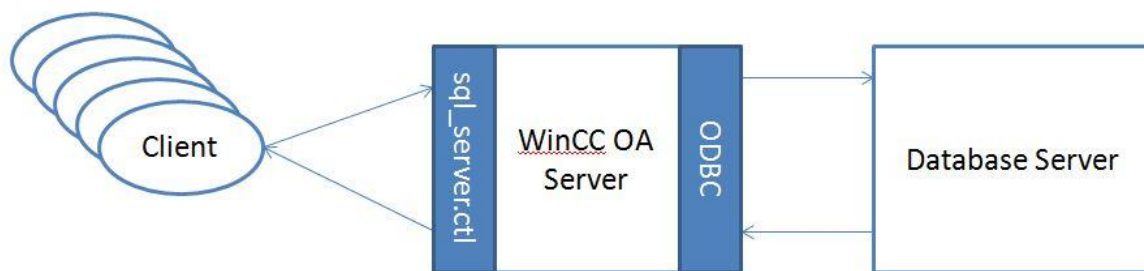 Client
sql_server.ctl
WinCC OA
Server
ODBC
Database Server